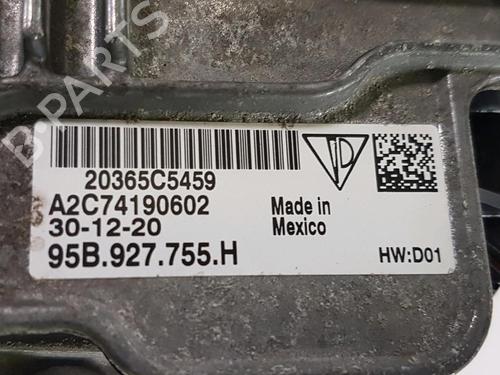 B-PARTS
20365C5459
A2C74190602
30-12-20
95B.927.755.H
Made in
Mexico
HW:D01